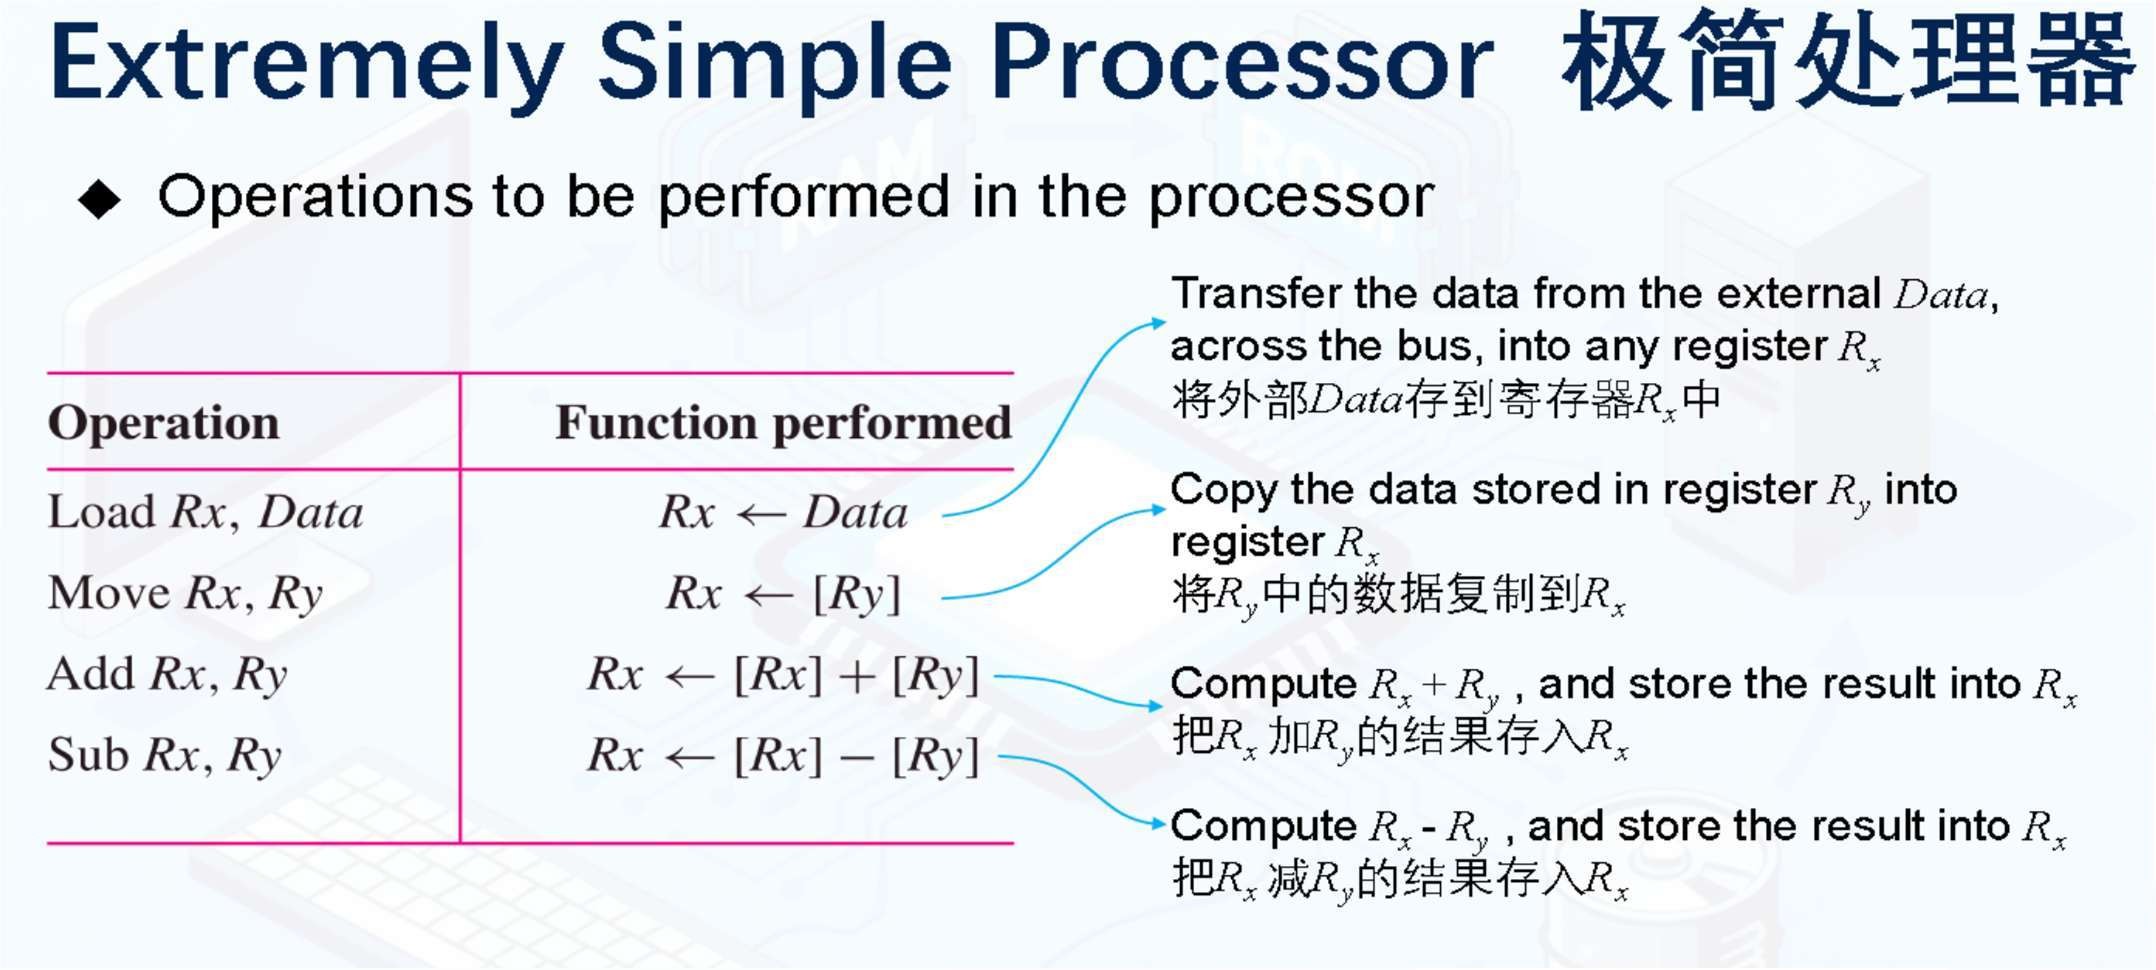 Extremely Simple Processor 极简处理器
◆ Operations to be performed in the processor
Operation Function performed
Load Rx, Data Rx ← Data
Move Rx, Ry Rx ← [Ry]
Add Rx, Ry Rx ← [Rx] + [Ry]
Sub Rx, Ry Rx ← [Rx] − [Ry]
Transfer the data from the external Data,
across the bus, into any register Rx
将外部Data存到寄存器Rx中
Copy the data stored in register Ry into
register Rx
将Ry中的数据复制到Rx
Compute Rx + Ry , and store the result into Rx
把Rx 加Ry的结果存入Rx
Compute Rx - Ry , and store the result into Rx
把Rx 减Ry的结果存入Rx
RAM
ROM